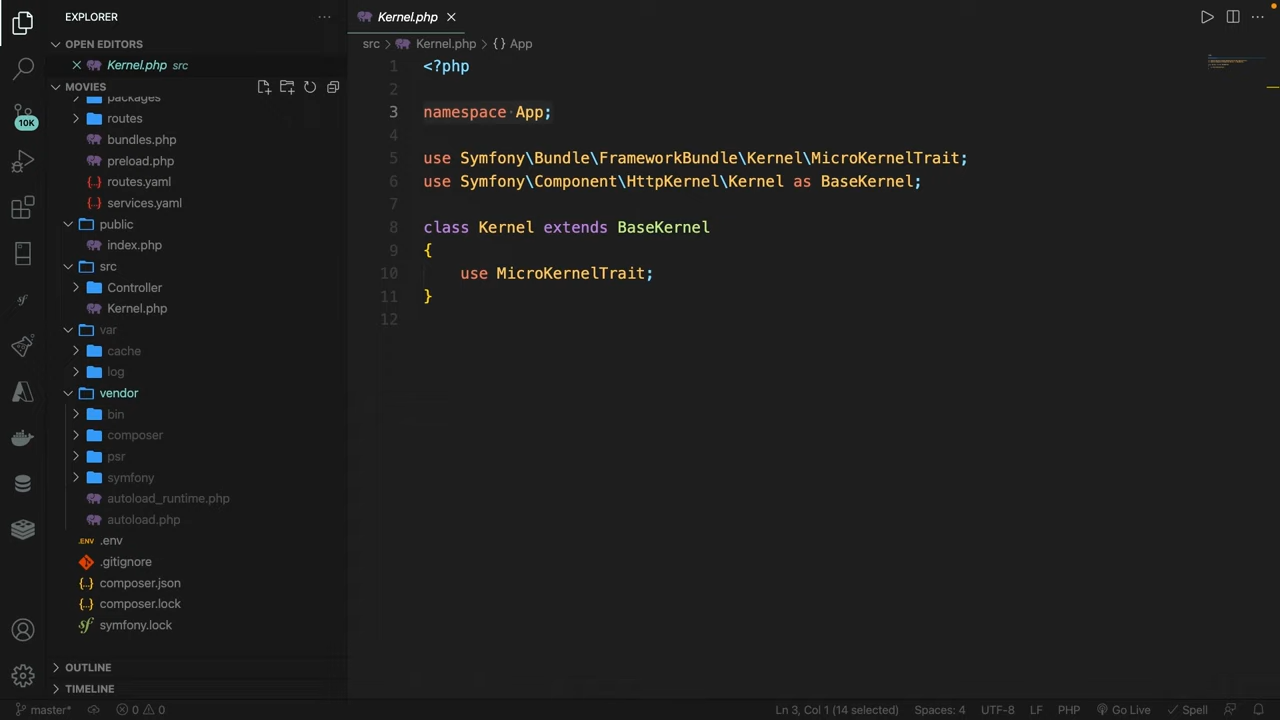 EXPLORER
Kernel.php
OPEN EDITORS
Kernel.php src
src Kernel.php {} App
MOVIES
packages
routes
bundles.php
preload.php
{..} routes.yaml
{..} services.yaml
public
index.php
src
Controller
Kernel.php
var
cache
log
vendor
bin
composer
psr
symfony
autoload_runtime.php
autoload.php
.ENV .env
.gitignore
{..} composer.json
{..} composer.lock
sf symfony.lock
OUTLINE
TIMELINE
10K
sf
1 <?php
2
3 namespace·App;
4
5 use Symfony\Bundle\FrameworkBundle\Kernel\MicroKernelTrait;
6 use Symfony\Component\HttpKernel\Kernel as BaseKernel;
7
8 class Kernel extends BaseKernel
9 {
10 use MicroKernelTrait;
11 }
12
master* 0 0 Ln 3, Col 1 (14 selected) Spaces: 4 UTF-8 LF PHP Go Live Spell